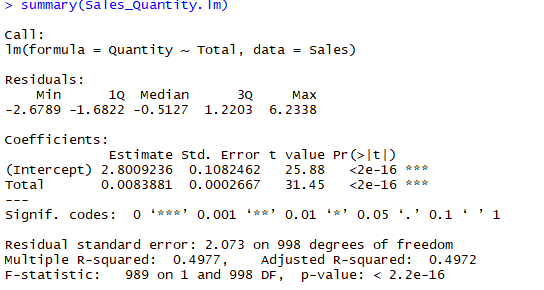 > summary(Sales_Quantity.lm)
Call:
lm(formula = Quantity ~ Total, data = Sales)
Residuals:
    Min      1Q  Median      3Q     Max
-2.6789 -1.6822 -0.5127  1.2203  6.2338
Coefficients:
             Estimate Std. Error t value Pr(>|t|)
(Intercept) 2.8009236  0.1082462   25.88   <2e-16 ***
Total       0.0083881  0.0002667   31.45   <2e-16 ***
---
Signif. codes:  0 ‘***’ 0.001 ‘**’ 0.01 ‘*’ 0.05 ‘.’ 0.1 ‘ ’ 1
Residual standard error: 2.073 on 998 degrees of freedom
Multiple R-squared:  0.4977,    Adjusted R-squared:  0.4972
F-statistic:   989 on 1 and 998 DF,  p-value: < 2.2e-16